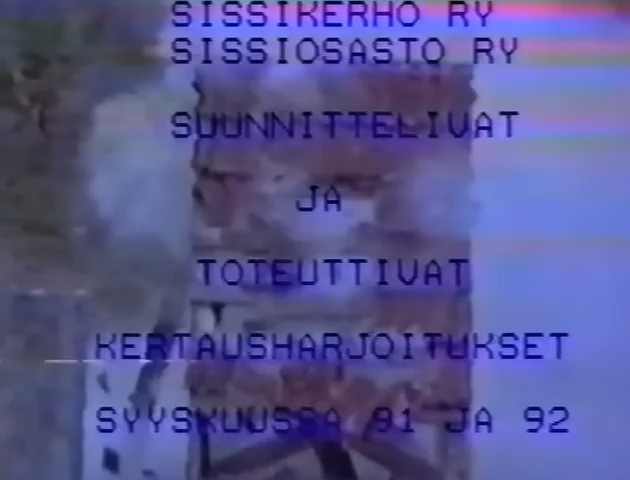 SISSIKERHO RY
SISSIOSASTO RY
SUUNNITTELIVAT
JA
TOTEUTTIVAT
KERTAUSHARJOITUKSET
SYYSKUUSSA 91 JA 92